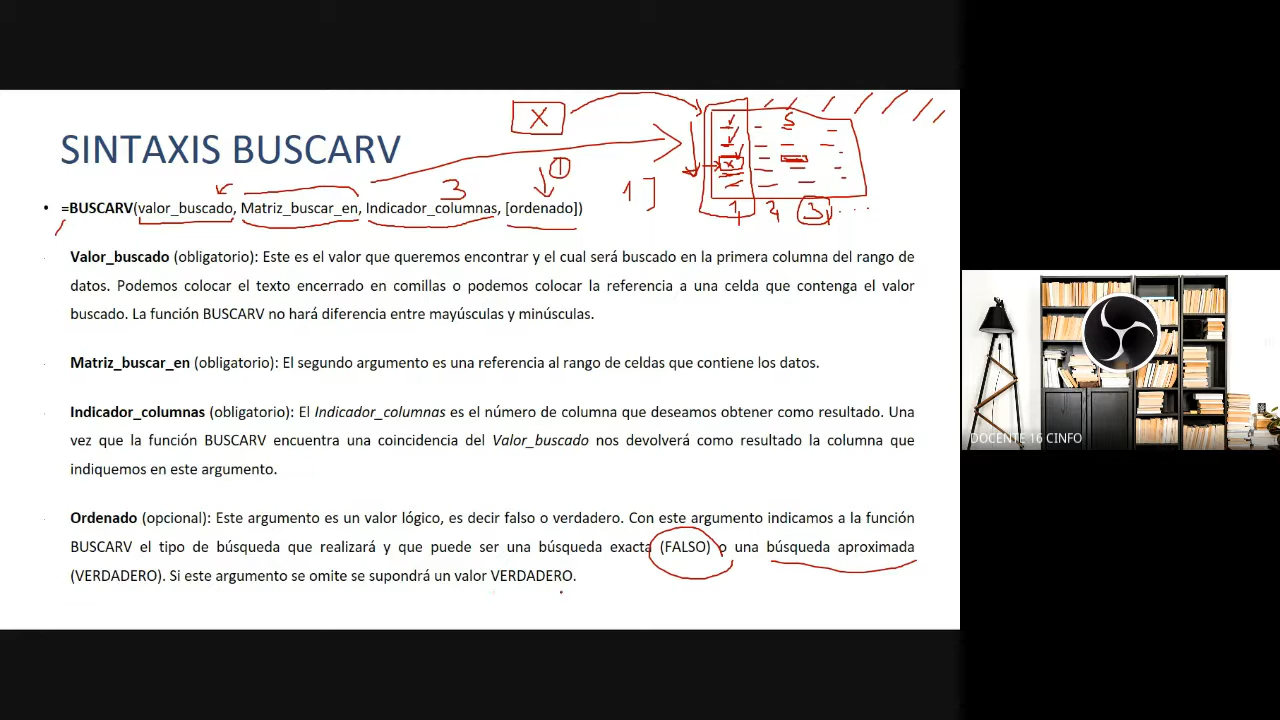 X
S
SINTAXIS BUSCARV
1
3
1 ]
x
1 2 3 ...
• =BUSCARV(valor_buscado, Matriz_buscar_en, Indicador_columnas, [ordenado])
Valor_buscado (obligatorio): Este es el valor que queremos encontrar y el cual será buscado en la primera columna del rango de
datos. Podemos colocar el texto encerrado en comillas o podemos colocar la referencia a una celda que contenga el valor
buscado. La función BUSCARV no hará diferencia entre mayúsculas y minúsculas.
Matriz_buscar_en (obligatorio): El segundo argumento es una referencia al rango de celdas que contiene los datos.
Indicador_columnas (obligatorio): El Indicador_columnas es el número de columna que deseamos obtener como resultado. Una
vez que la función BUSCARV encuentra una coincidencia del Valor_buscado nos devolverá como resultado la columna que
indiquemos en este argumento.
Ordenado (opcional): Este argumento es un valor lógico, es decir falso o verdadero. Con este argumento indicamos a la función
BUSCARV el tipo de búsqueda que realizará y que puede ser una búsqueda exacta (FALSO) o una búsqueda aproximada
(VERDADERO). Si este argumento se omite se supondrá un valor VERDADERO.
DOCENTE 16 CINFO